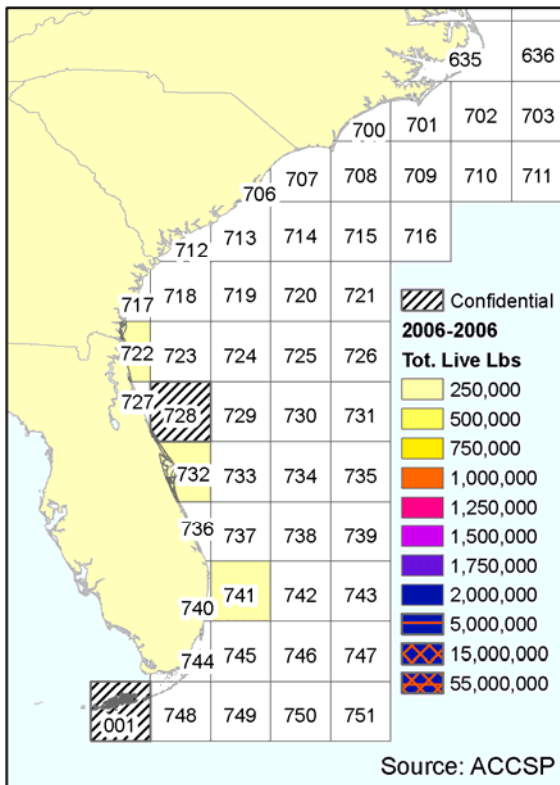 635 636
700 701 702 703
706 707 708 709 710 711
712 713 714 715 716
717 718 719 720 721
722 723 724 725 726
727 728 729 730 731
732 733 734 735
736 737 738 739
740 741 742 743
744 745 746 747
001 748 749 750 751
Confidential
2006-2006
Tot. Live Lbs
250,000
500,000
750,000
1,000,000
1,250,000
1,500,000
1,750,000
2,000,000
5,000,000
15,000,000
55,000,000
Source: ACCSP